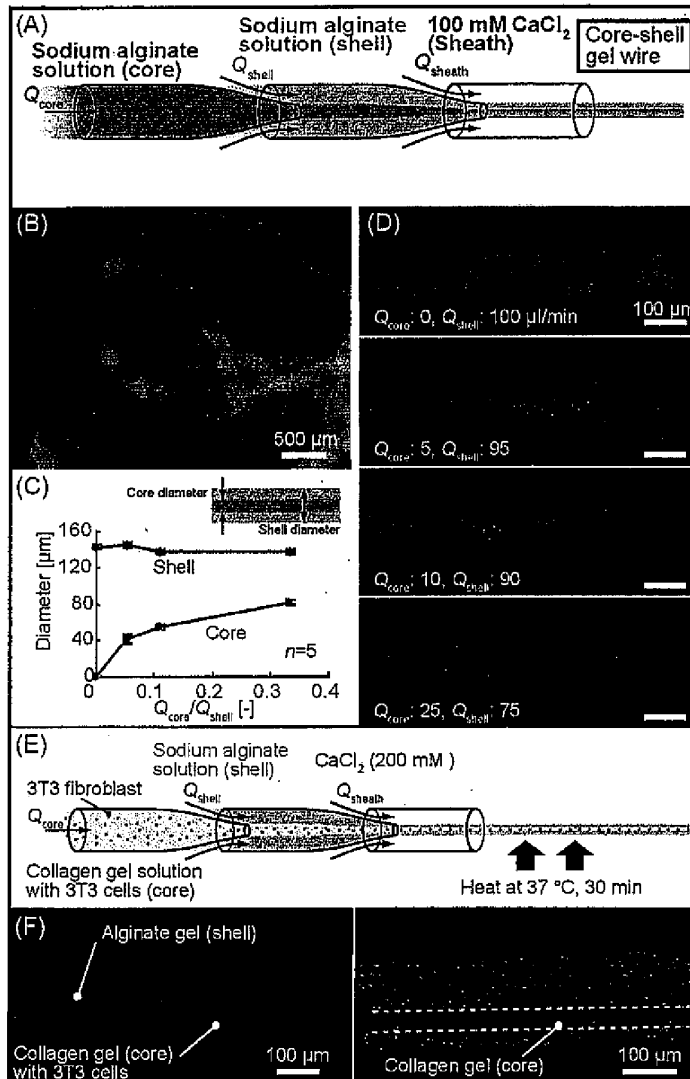 (A)
Sodium alginate
solution (core)
Q core
Sodium alginate
solution (shell)
Q shell
100 mM CaCl2
(Sheath)
Q sheath
Core-shell
gel wire
(B)
500 µm
(C)
Core diameter
Shell diameter
Diameter [µm]
160
120
80
40
0
Shell
Core
n=5
0 0.1 0.2 0.3 0.4
Qcore/Qshell [-]
(D)
100 µm
Qcore: 0, Qshell: 100 µl/min
Qcore: 5, Qshell: 95
Qcore: 10, Qshell: 90
Qcore: 25, Qshell: 75
(E)
3T3 fibroblast
Qcore
Sodium alginate
solution (shell)
Qshell
CaCl2 (200 mM )
Qsheath
Collagen gel solution
with 3T3 cells (core)
Heat at 37 °C, 30 min
(F)
Alginate gel (shell)
Collagen gel (core)
with 3T3 cells
100 µm
Collagen gel (core)
100 µm